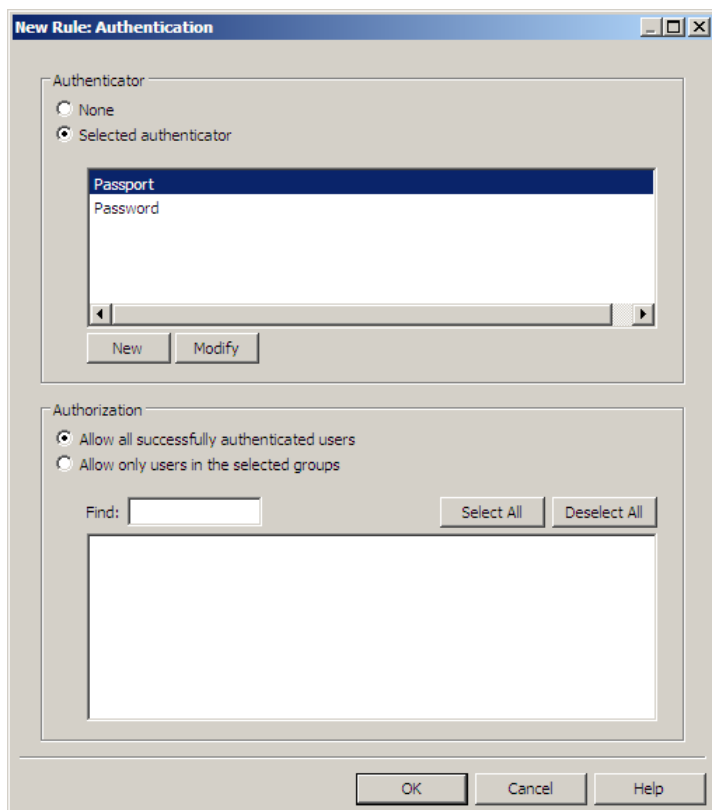 New Rule: Authentication
Authenticator
None
Selected authenticator
Passport
Password
New Modify
Authorization
Allow all successfully authenticated users
Allow only users in the selected groups
Find: Select All Deselect All
OK Cancel Help